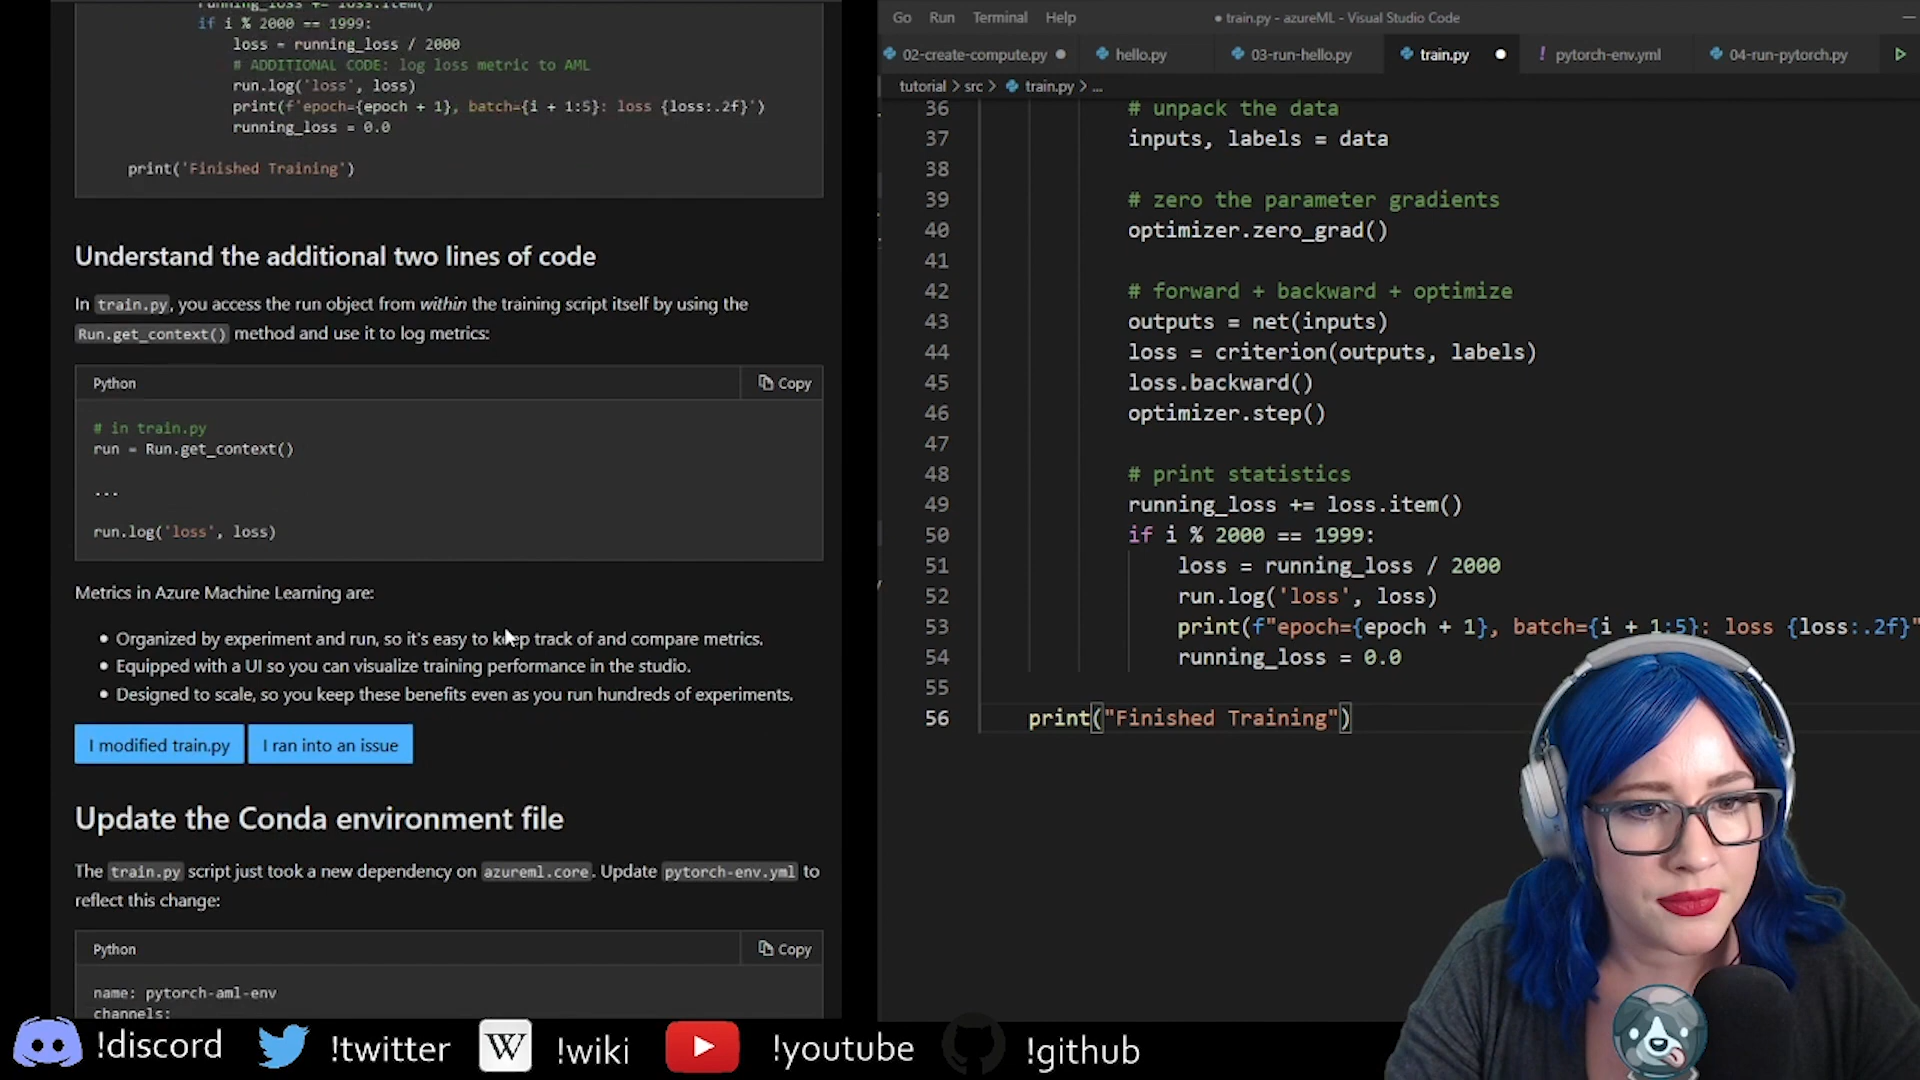 running_loss += loss.item()
if i % 2000 == 1999:
loss = running_loss / 2000
# ADDITIONAL CODE: log loss metric to AML
run.log('loss', loss)
print(f'epoch={epoch + 1}, batch={i + 1:5}: loss {loss:.2f}')
running_loss = 0.0
print('Finished Training')
Understand the additional two lines of code
In train.py, you access the run object from within the training script itself by using the
Run.get_context() method and use it to log metrics:
Python
Copy
# in train.py
run = Run.get_context()
...
run.log('loss', loss)
Metrics in Azure Machine Learning are:
• Organized by experiment and run, so it's easy to keep track of and compare metrics.
• Equipped with a UI so you can visualize training performance in the studio.
• Designed to scale, so you keep these benefits even as you run hundreds of experiments.
I modified train.py
I ran into an issue
Update the Conda environment file
The train.py script just took a new dependency on azureml.core. Update pytorch-env.yml to
reflect this change:
Python
Copy
name: pytorch-aml-env
channels:
Go Run Terminal Help
● train.py - azureML - Visual Studio Code
02-create-compute.py ●
hello.py
03-run-hello.py
train.py ●
! pytorch-env.yml
04-run-pytorch.py
tutorial > src > train.py > ...
36 # unpack the data
37 inputs, labels = data
38
39 # zero the parameter gradients
40 optimizer.zero_grad()
41
42 # forward + backward + optimize
43 outputs = net(inputs)
44 loss = criterion(outputs, labels)
45 loss.backward()
46 optimizer.step()
47
48 # print statistics
49 running_loss += loss.item()
50 if i % 2000 == 1999:
51 loss = running_loss / 2000
52 run.log('loss', loss)
53 print(f"epoch={epoch + 1}, batch={i + 1:5}: loss {loss:.2f}"
54 running_loss = 0.0
55
56 print("Finished Training")
!discord
!twitter
W
!wiki
!youtube
!github